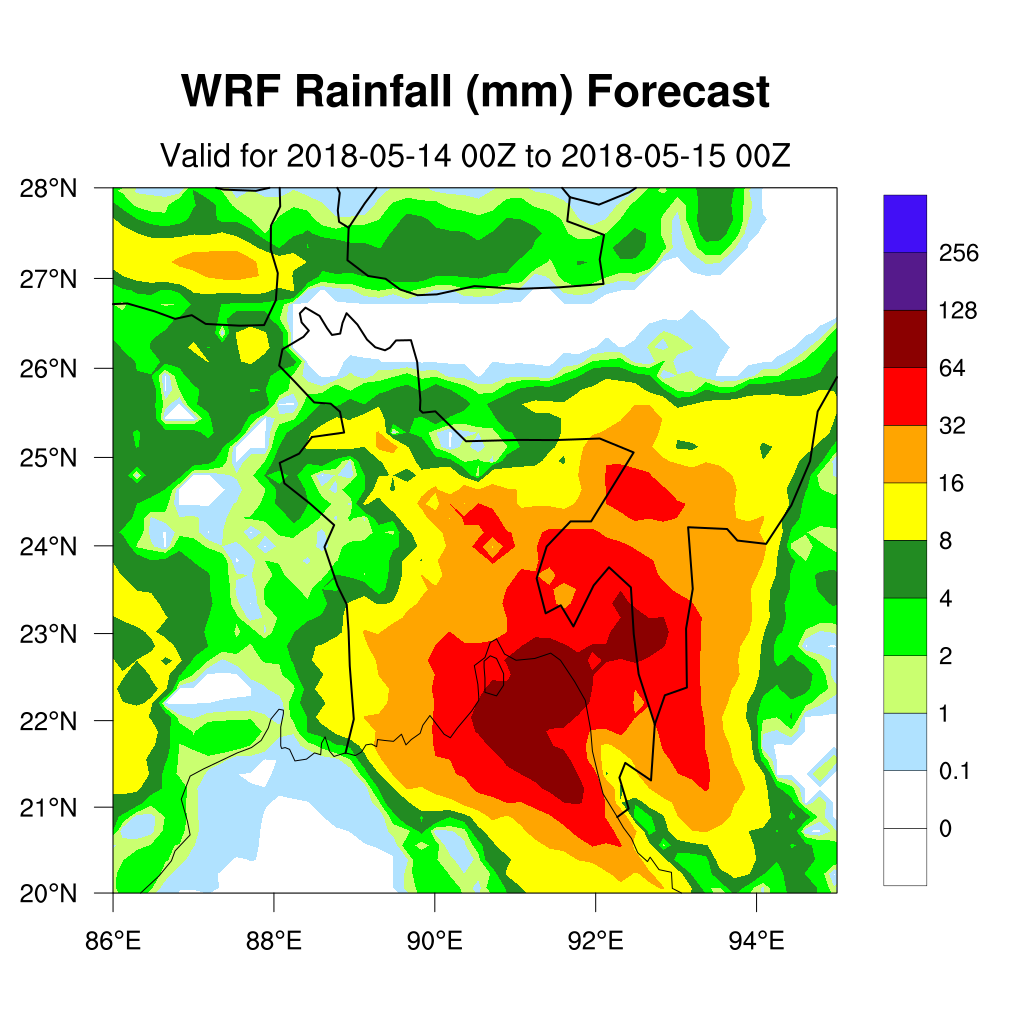 WRF Rainfall (mm) Forecast
Valid for 2018-05-14 00Z to 2018-05-15 00Z
28°N
27°N
26°N
25°N
24°N
23°N
22°N
21°N
20°N
86°E
88°E
90°E
92°E
94°E
256
128
64
32
16
8
4
2
1
0.1
0